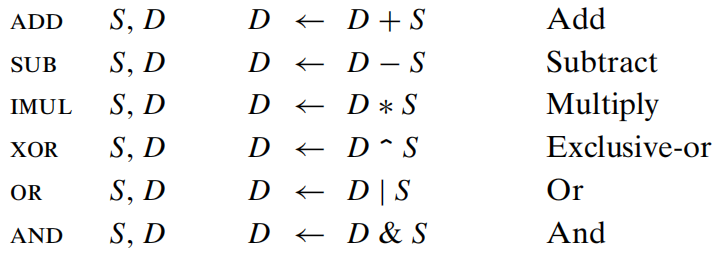 ADD S, D D ← D + S Add
SUB S, D D ← D − S Subtract
IMUL S, D D ← D * S Multiply
XOR S, D D ← D ^ S Exclusive-or
OR S, D D ← D | S Or
AND S, D D ← D & S And